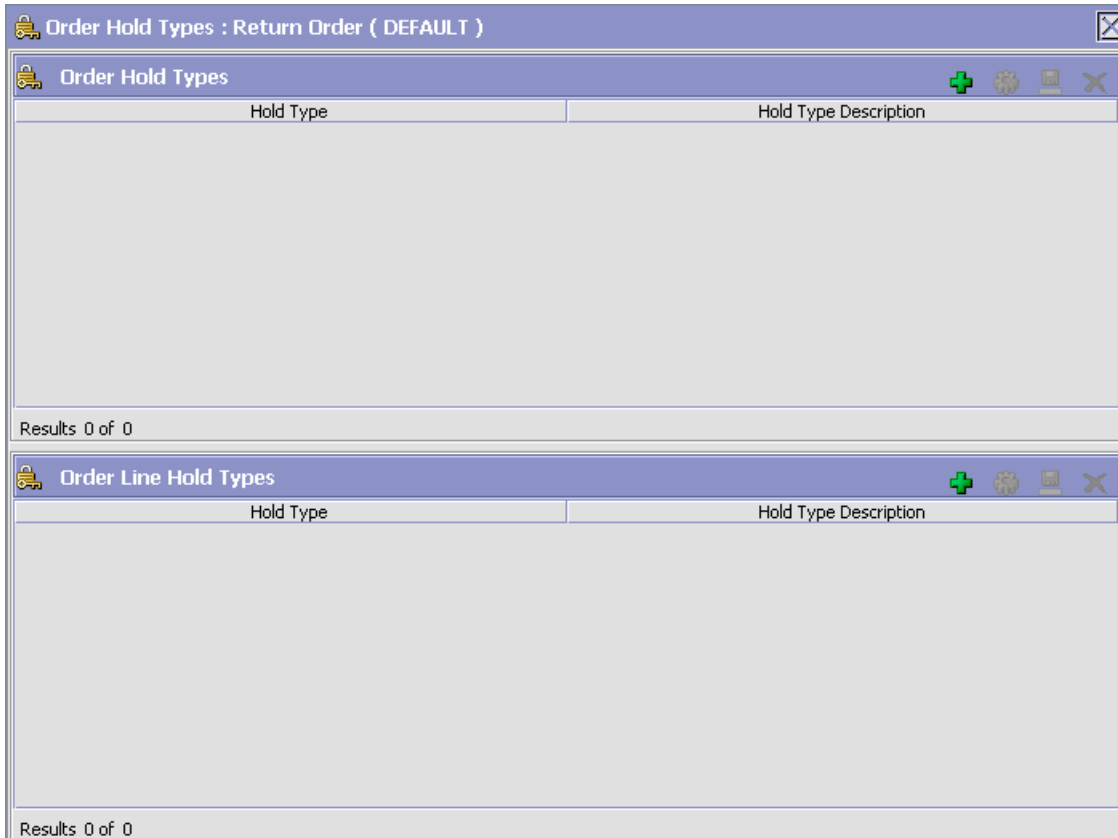 Order Hold Types : Return Order ( DEFAULT )
Order Hold Types
Hold Type Hold Type Description
Results 0 of 0
Order Line Hold Types
Hold Type Hold Type Description
Results 0 of 0